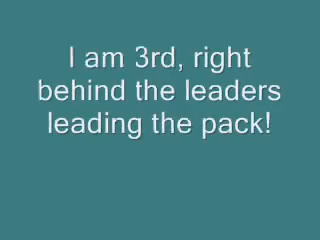 I am 3rd, right
behind the leaders
leading the pack!